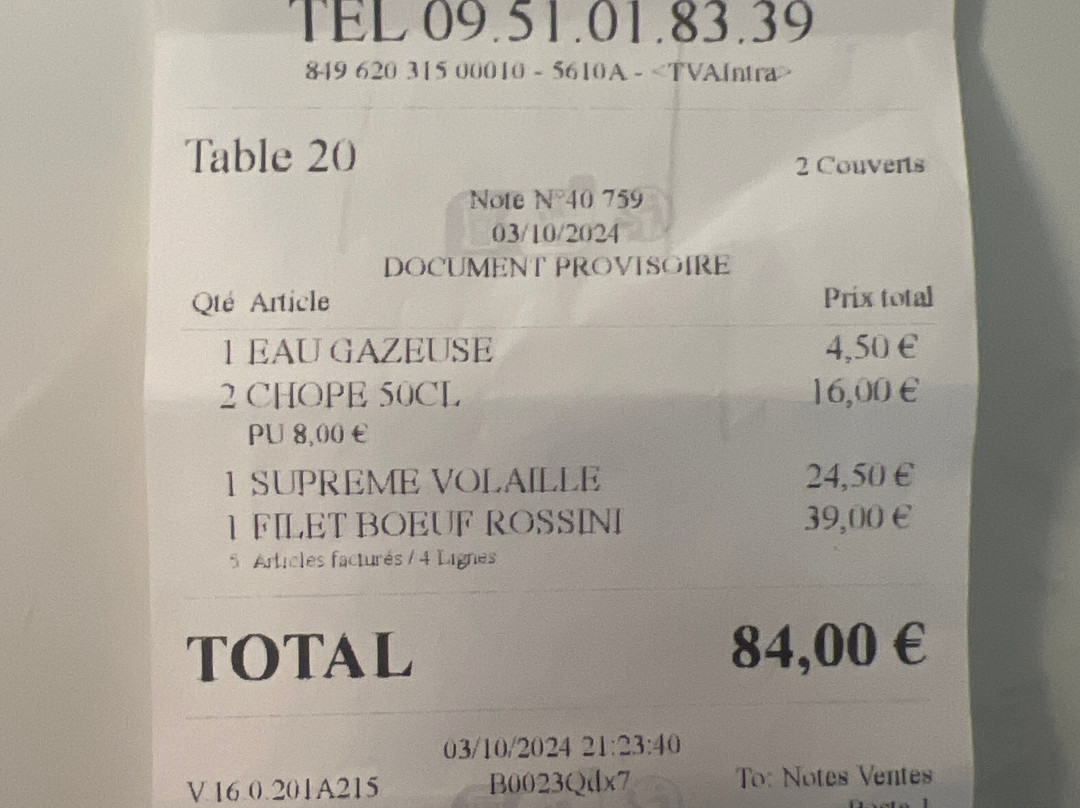 TEL 09.51.01.83.39
849 620 315 00010 - 5610A - <TVAIntra>
Table 20
2 Couverts
Note N°40 759
03/10/2024
DOCUMENT PROVISOIRE
Qté Article Prix total
1 EAU GAZEUSE 4,50 €
2 CHOPE 50CL 16,00 €
PU 8,00 €
1 SUPREME VOLAILLE 24,50 €
1 FILET BOEUF ROSSINI 39,00 €
5 Articles facturés / 4 Lignes
TOTAL 84,00 €
03/10/2024 21:23:40
V.16.0.201A215 B0023Qdx7 To: Notes Ventes
Poste 1